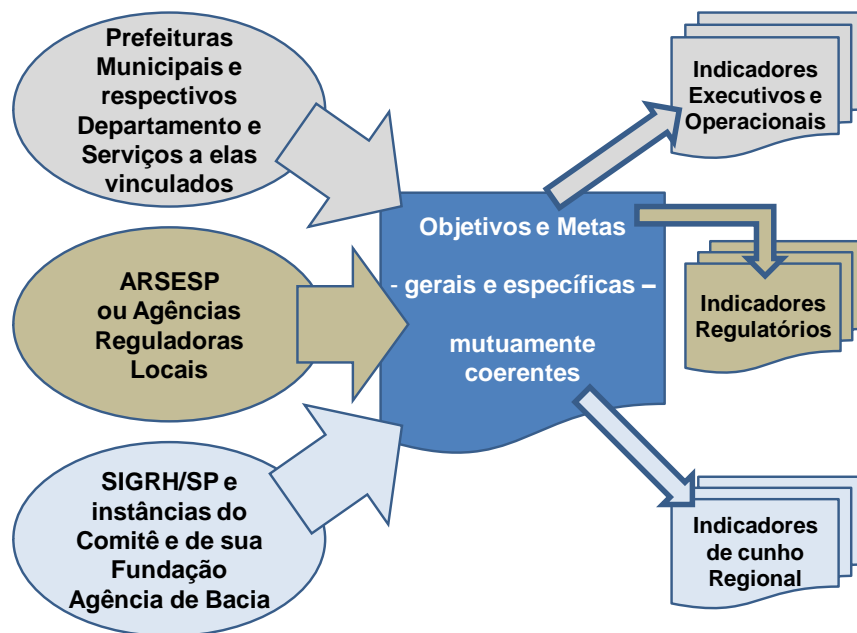 Prefeituras
Municipais e
respectivos
Departamento e
Serviços a elas
vinculados
ARSESP
ou Agências
Reguladoras
Locais
SIGRH/SP e
instâncias do
Comitê e de sua
Fundação
Agência de Bacia
Objetivos e Metas
- gerais e específicas –
mutuamente
coerentes
Indicadores
Executivos e
Operacionais
Indicadores
Regulatórios
Indicadores
de cunho
Regional